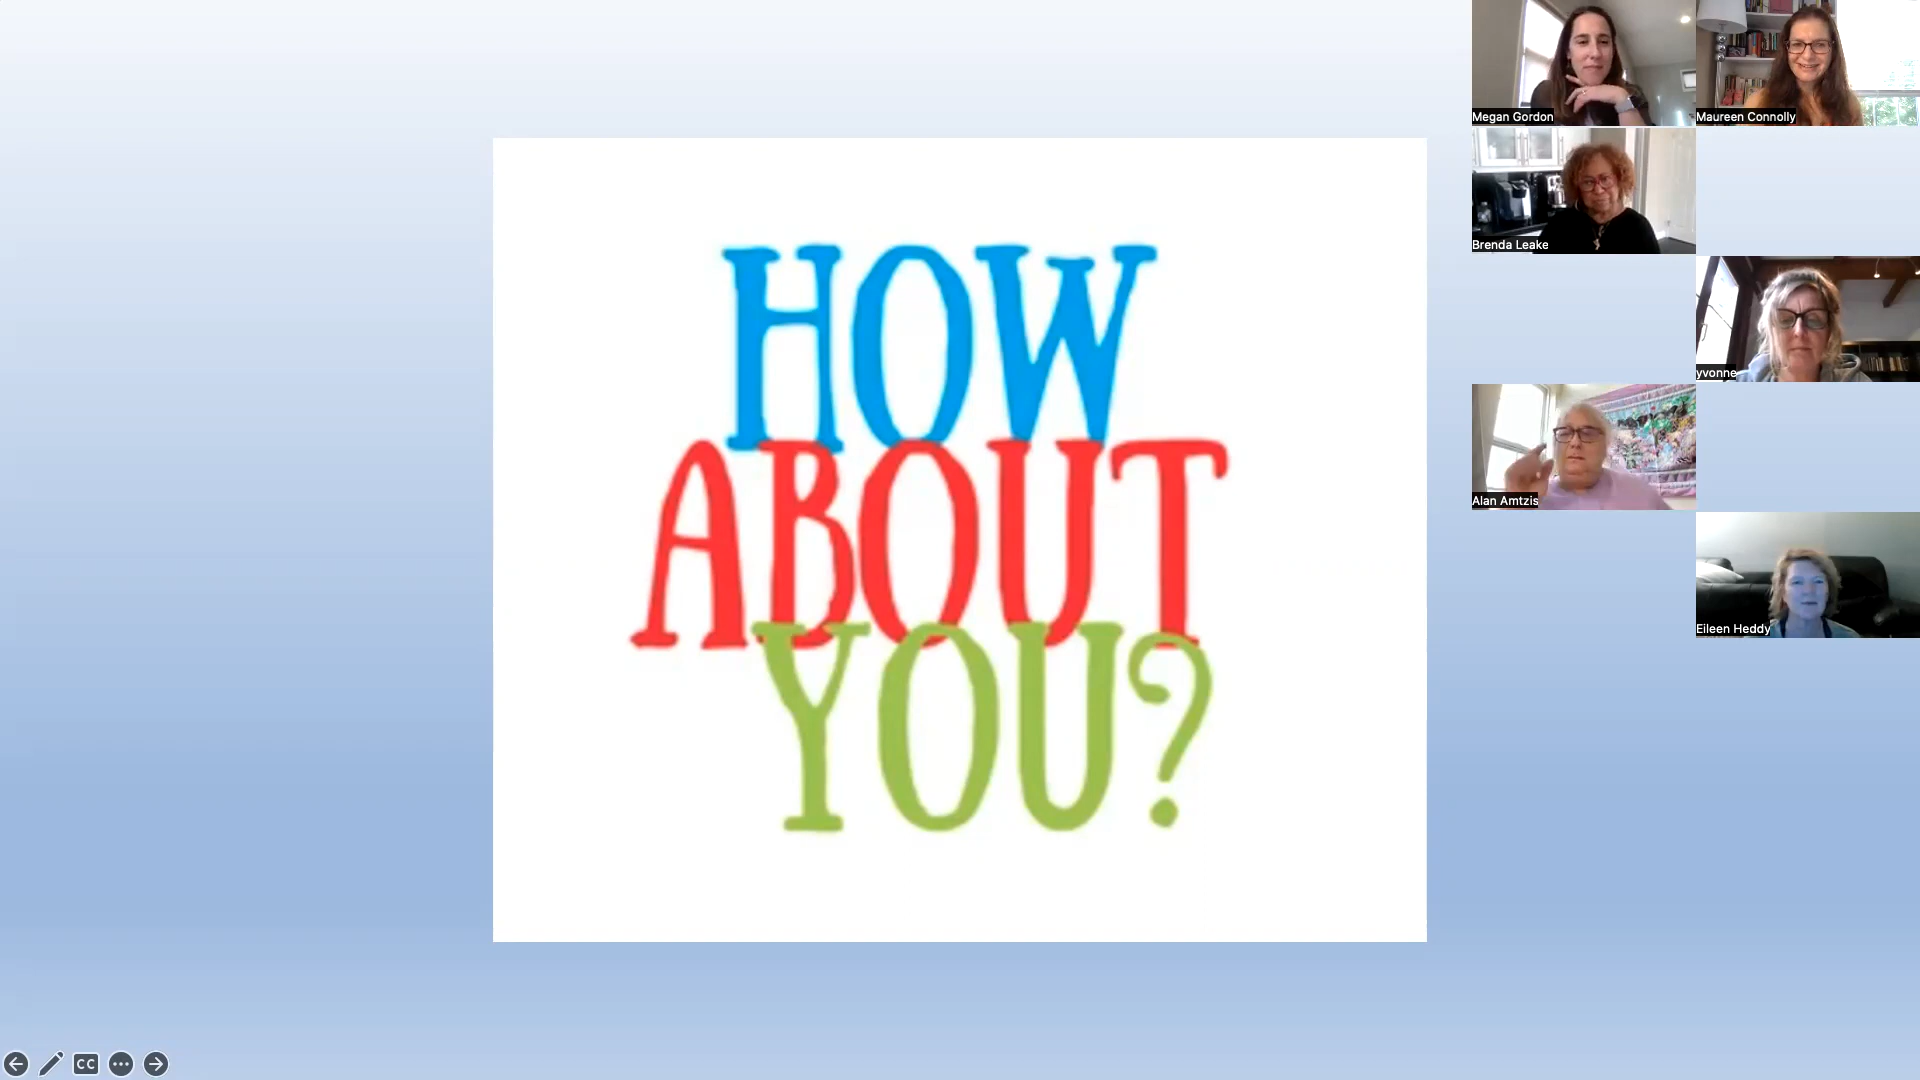 HOW
ABOUT
YOU?
Megan Gordon
Maureen Connolly
Brenda Leake
yvonne
Alan Amtzis
Eileen Heddy
CC